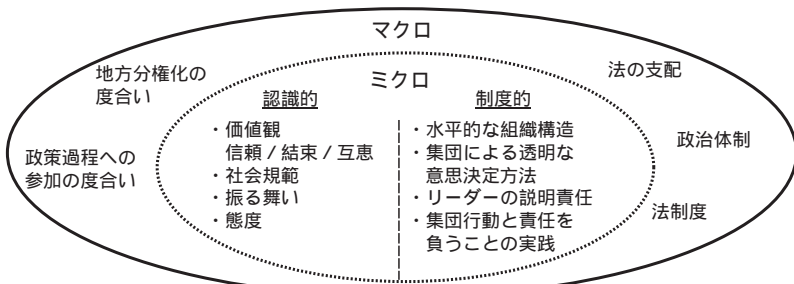 マクロ
地方分権化の
度合い
法の支配
ミクロ
認識的
制度的
・価値観
信頼 / 結束 / 互恵
・社会規範
・振る舞い
・態度
・水平的な組織構造
・集団による透明な
意思決定方法
・リーダーの説明責任
・集団行動と責任を
負うことの実践
政策過程への
参加の度合い
政治体制
法制度